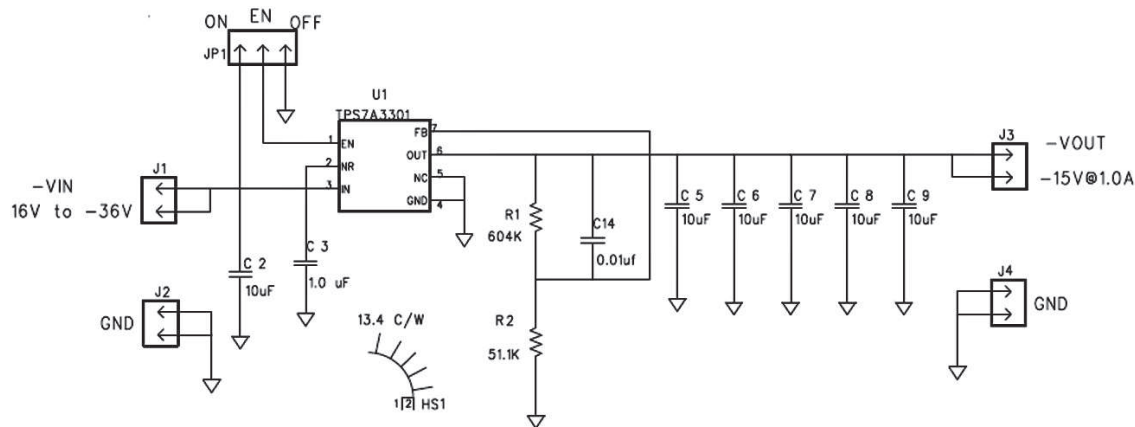 ON EN OFF
JP1
U1
TPS7A3301
1 EN
2 NR
3 IN
FB 7
OUT 6
NC 5
GND 4
J1
-VIN
16V to -36V
J2
GND
C 2
10uF
C 3
1.0 uF
13.4 C/W
1 2 HS1
R1
604K
R2
51.1K
C14
0.01uf
C 5
10uF
C 6
10uF
C 7
10uF
C 8
10uF
C 9
10uF
J3
-VOUT
-15V@1.0A
J4
GND